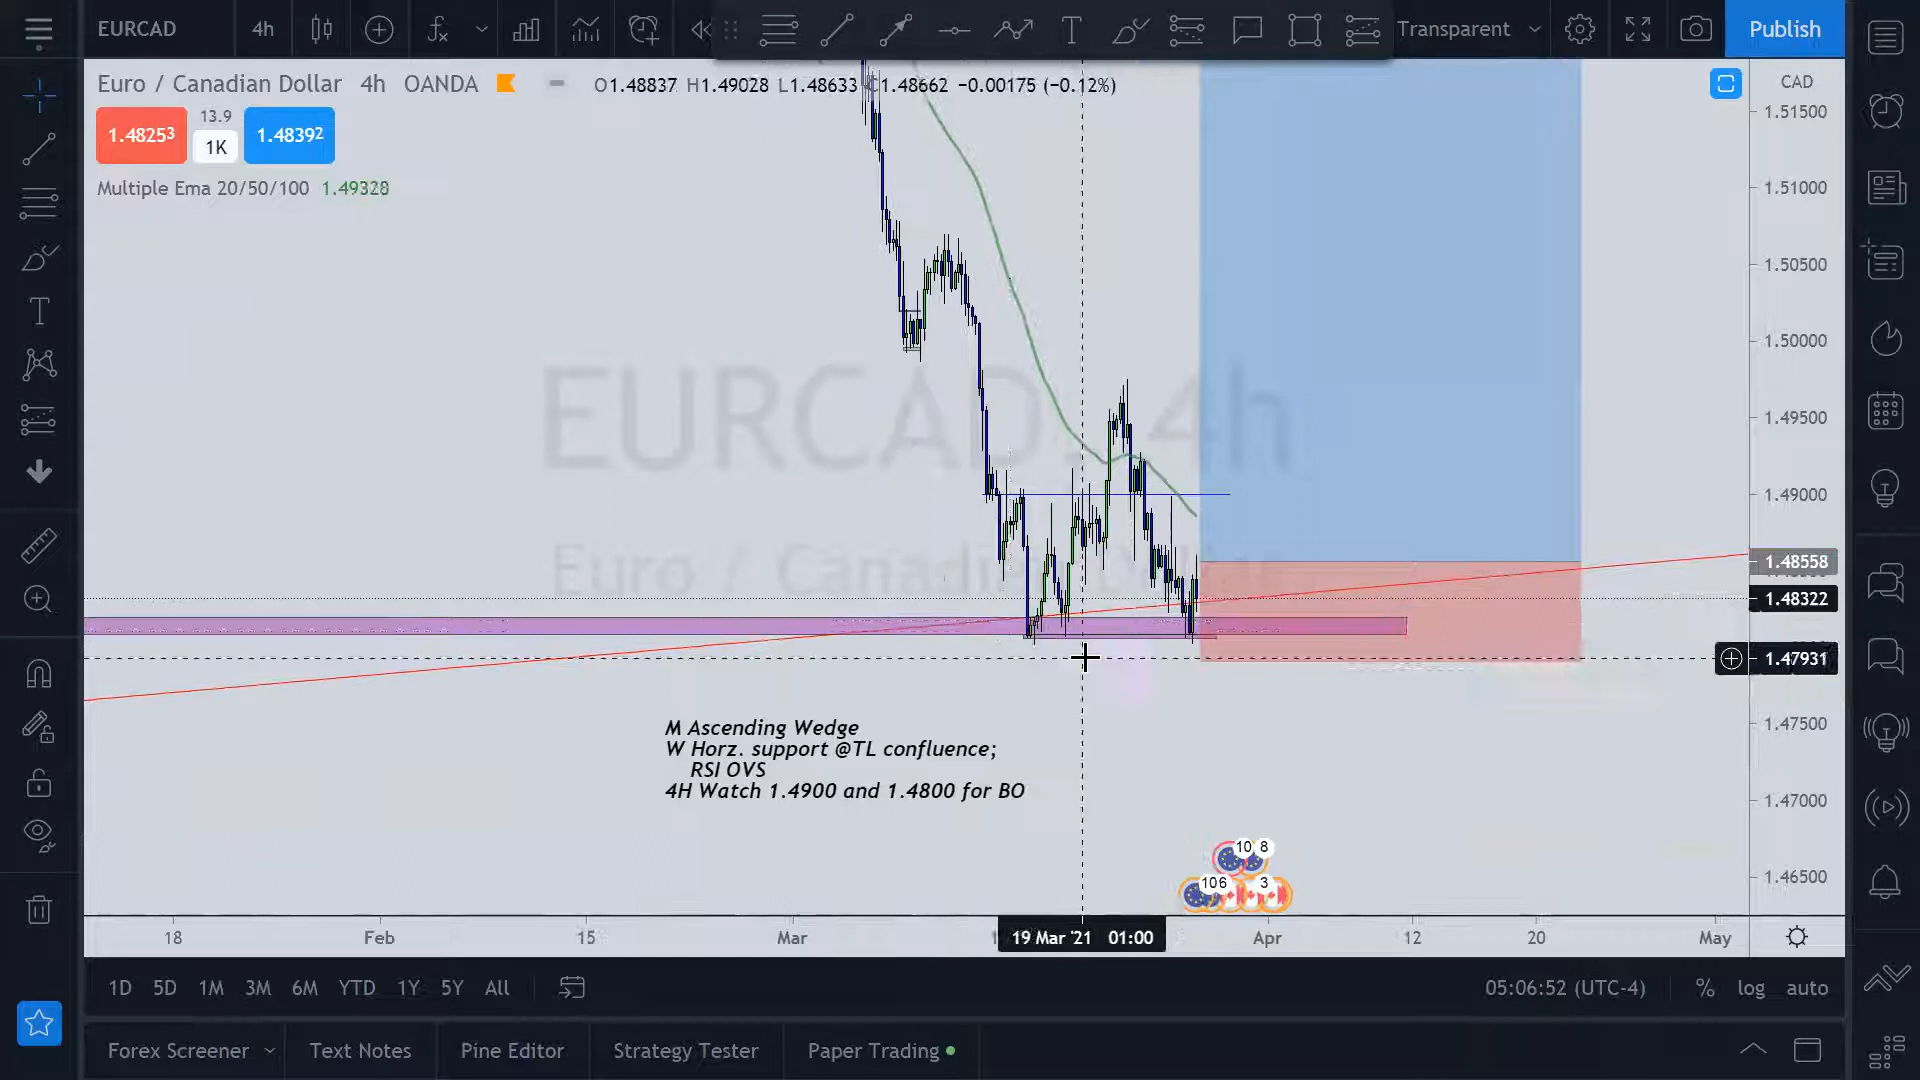 EURCAD 4h Transparent Publish
Euro / Canadian Dollar 4h OANDA O1.48837 H1.49028 L1.48633 C1.48662 −0.00175 (−0.12%) CAD
1.48253 13.9 1K 1.48392
Multiple Ema 20/50/100 1.49328
1.51500
1.51000
1.50500
1.50000
1.49500
1.49000
1.48558
1.48322
1.47931
1.47500
1.47000
1.46500
EURCAD, 4h
Euro / Canadian Dollar
M Ascending Wedge
W Horz. support @TL confluence;
RSI OVS
4H Watch 1.4900 and 1.4800 for BO
10 8
106 3
18 Feb 15 Mar 19 Mar '21 01:00 Apr 12 20 May
1D 5D 1M 3M 6M YTD 1Y 5Y All 05:06:52 (UTC-4) % log auto
Forex Screener Text Notes Pine Editor Strategy Tester Paper Trading